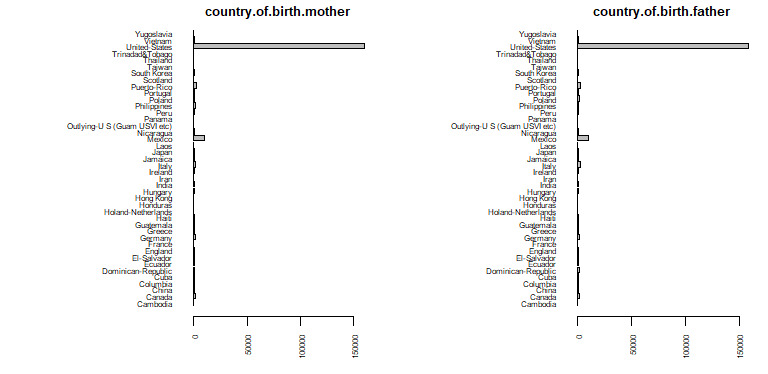 country.of.birth.mother
Yugoslavia
Vietnam
United-States
Trinadad&Tobago
Thailand
Taiwan
South Korea
Scotland
Puerto-Rico
Portugal
Poland
Philippines
Peru
Panama
Outlying-U S (Guam USVI etc)
Nicaragua
Mexico
Laos
Japan
Jamaica
Italy
Ireland
Iran
India
Hungary
Hong Kong
Honduras
Holand-Netherlands
Haiti
Guatemala
Greece
Germany
France
England
El-Salvador
Ecuador
Dominican-Republic
Cuba
Columbia
China
Canada
Cambodia
0
50000
100000
150000
country.of.birth.father
Yugoslavia
Vietnam
United-States
Trinadad&Tobago
Thailand
Taiwan
South Korea
Scotland
Puerto-Rico
Portugal
Poland
Philippines
Peru
Panama
Outlying-U S (Guam USVI etc)
Nicaragua
Mexico
Laos
Japan
Jamaica
Italy
Ireland
Iran
India
Hungary
Hong Kong
Honduras
Holand-Netherlands
Haiti
Guatemala
Greece
Germany
France
England
El-Salvador
Ecuador
Dominican-Republic
Cuba
Columbia
China
Canada
Cambodia
0
50000
100000
150000